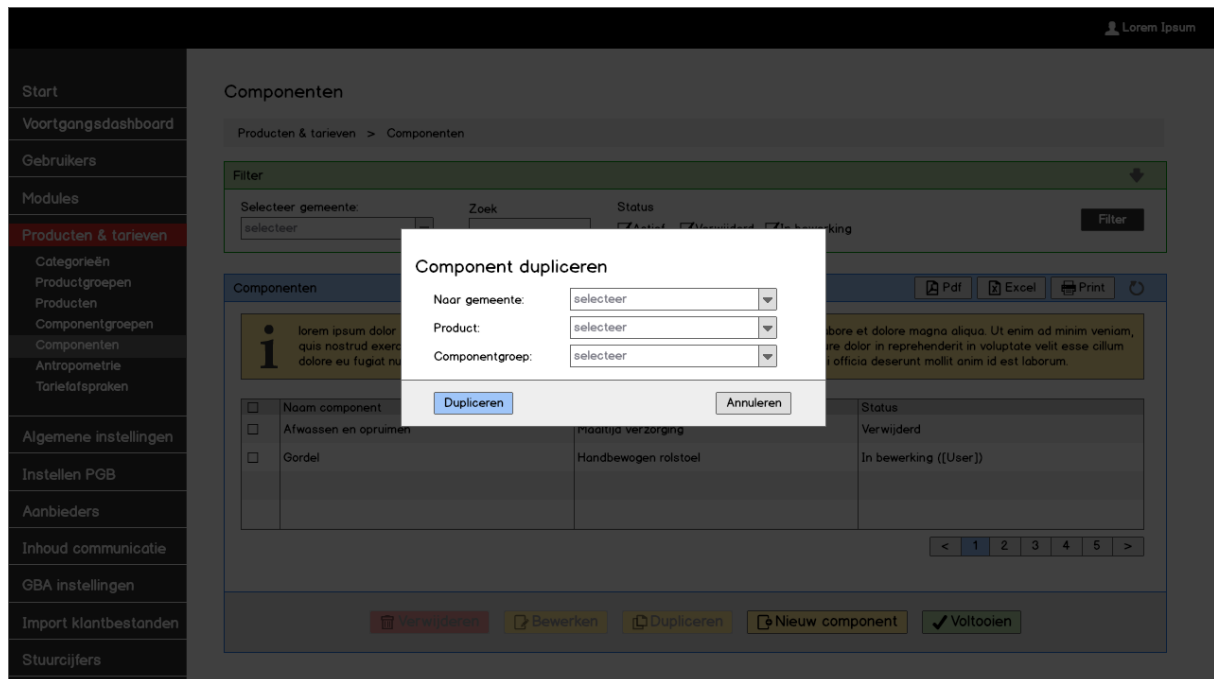 Lorem Ipsum
Start
Voortgangsdashboard
Gebruikers
Modules
Producten & tarieven
Categorieën
Productgroepen
Producten
Componentgroepen
Componenten
Antropometrie
Tariefafspraken
Algemene instellingen
Instellen PGB
Aanbieders
Inhoud communicatie
GBA instellingen
Import klantbestanden
Stuurcijfers
Componenten
Producten & tarieven > Componenten
Filter
Selecteer gemeente: Zoek Status
selecteer Actief Verwijderd In bewerking Filter
Component dupliceren
Naar gemeente: selecteer
Product: selecteer
Componentgroep: selecteer
Dupliceren Annuleren
Componenten Pdf Excel Print
lorem ipsum dolor et dolore magna aliqua. Ut enim ad minim veniam,
quis nostrud dolor in reprehenderit in voluptate velit esse cillum
dolore eu fugiat officia deserunt mollit anim id est laborum.
Naam component Status
Afwassen en opruimen Maaltijd verzorging Verwijderd
Gordel Handbewogen rolstoel In bewerking ([User])
< 1 2 3 4 5 >
Verwijderen Bewerken Dupliceren Nieuw component Voltooien